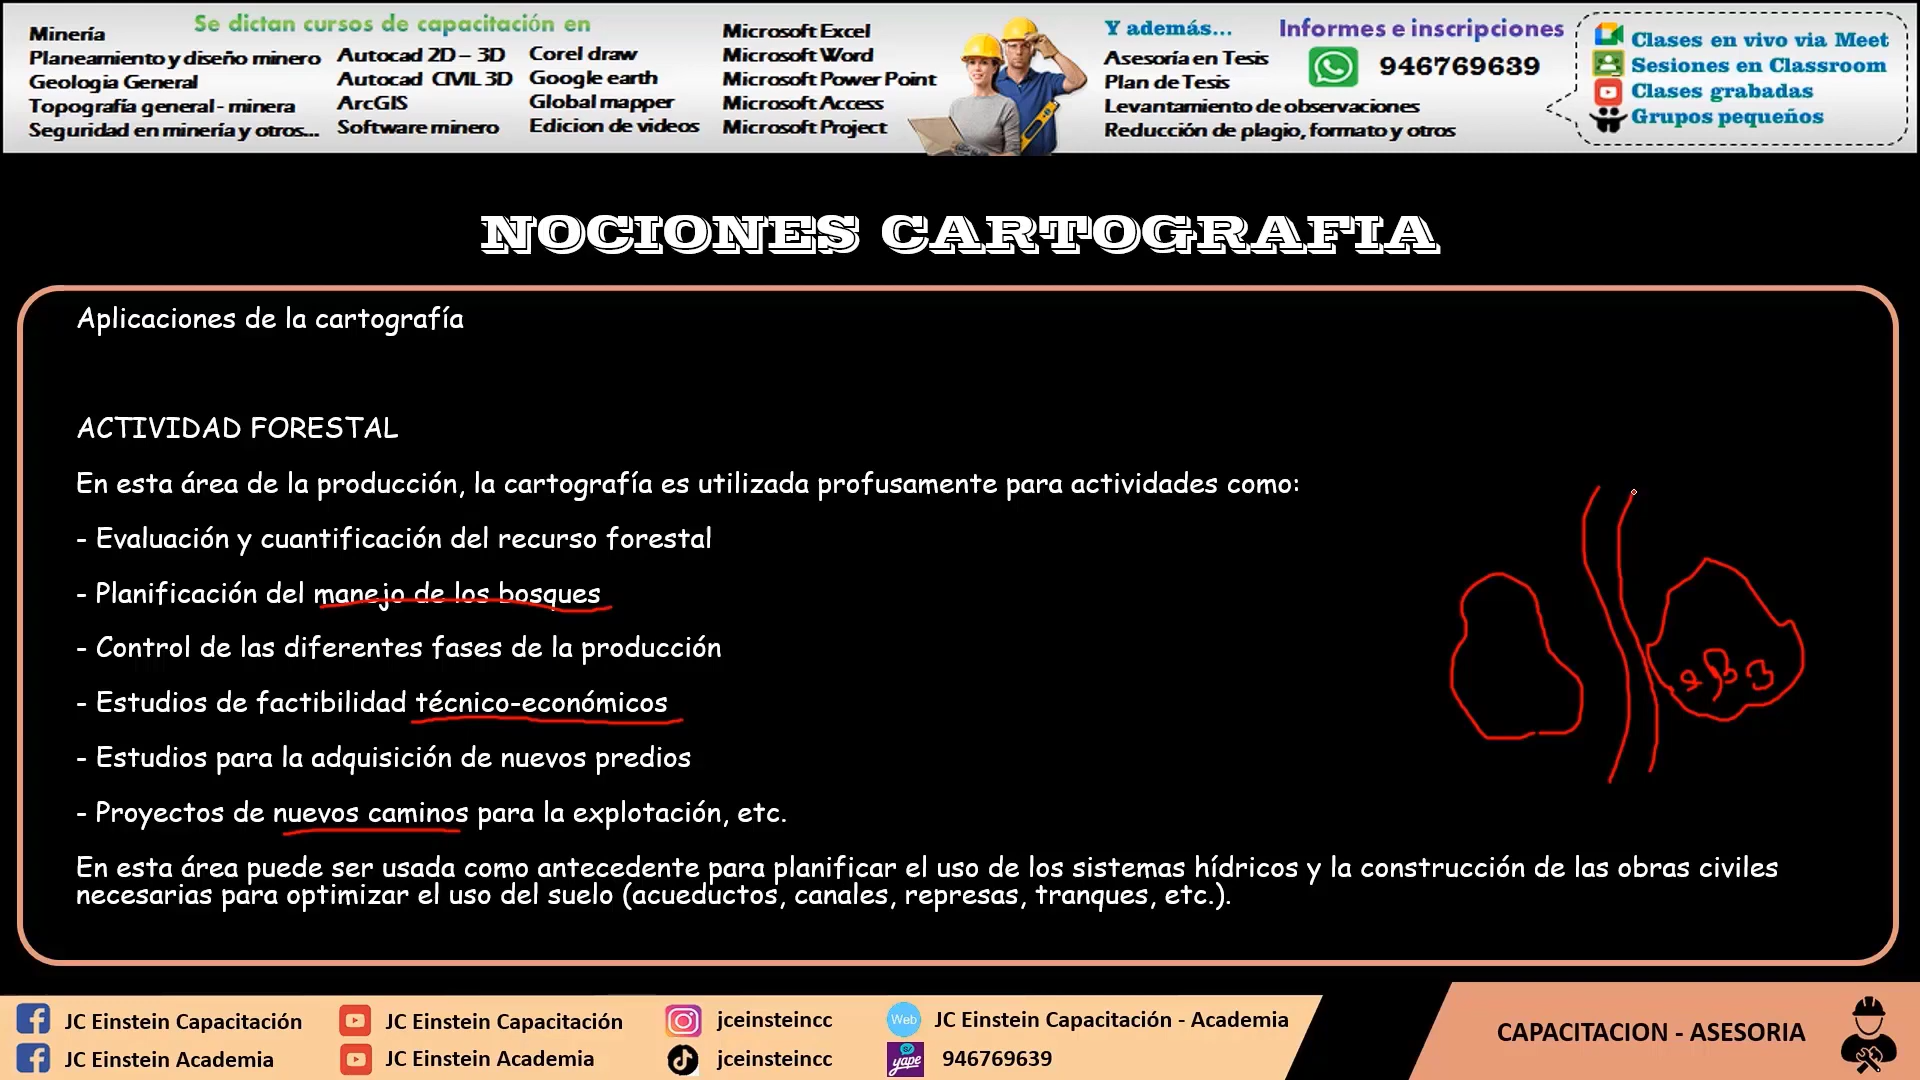 Se dictan cursos de capacitación en
Minería
Planeamiento y diseño minero
Geologia General
Topografía general - minera
Seguridad en minería y otros...
Autocad 2D – 3D
Autocad CIVIL 3D
ArcGIS
Software minero
Corel draw
Google earth
Global mapper
Edicion de videos
Microsoft Excel
Microsoft Word
Microsoft Power Point
Microsoft Access
Microsoft Project
Y además...
Asesoría en Tesis
Plan de Tesis
Levantamiento de observaciones
Reducción de plagio, formato y otros
Informes e inscripciones
946769639
Clases en vivo via Meet
Sesiones en Classroom
Clases grabadas
Grupos pequeños
NOCIONES CARTOGRAFIA
Aplicaciones de la cartografía
ACTIVIDAD FORESTAL
En esta área de la producción, la cartografía es utilizada profusamente para actividades como:
- Evaluación y cuantificación del recurso forestal
- Planificación del manejo de los bosques
- Control de las diferentes fases de la producción
- Estudios de factibilidad técnico-económicos
- Estudios para la adquisición de nuevos predios
- Proyectos de nuevos caminos para la explotación, etc.
En esta área puede ser usada como antecedente para planificar el uso de los sistemas hídricos y la construcción de las obras civiles
necesarias para optimizar el uso del suelo (acueductos, canales, represas, tranques, etc.).
JC Einstein Capacitación
JC Einstein Academia
JC Einstein Capacitación
JC Einstein Academia
jceinsteincc
jceinsteincc
Web
JC Einstein Capacitación - Academia
yape
946769639
CAPACITACION - ASESORIA